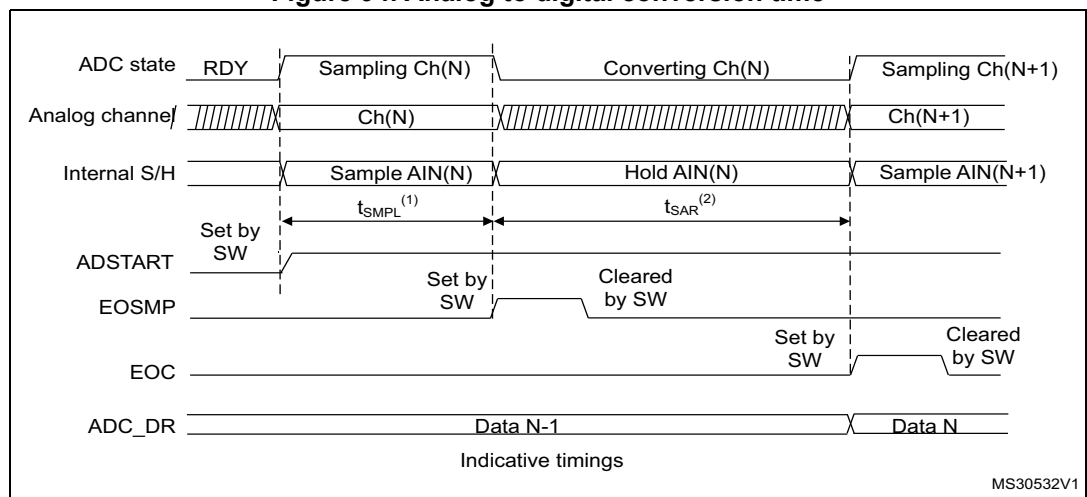 Figure 64. Analog to digital conversion time
ADC state RDY Sampling Ch(N) Converting Ch(N) Sampling Ch(N+1)
Analog channel Ch(N) Ch(N+1)
Internal S/H Sample AIN(N) Hold AIN(N) Sample AIN(N+1)
tSMPL(1) tSAR(2)
Set by
SW
ADSTART
Set by
SW
Cleared
by SW
EOSMP
Set by
SW
Cleared
by SW
EOC
ADC_DR Data N-1 Data N
Indicative timings
MS30532V1